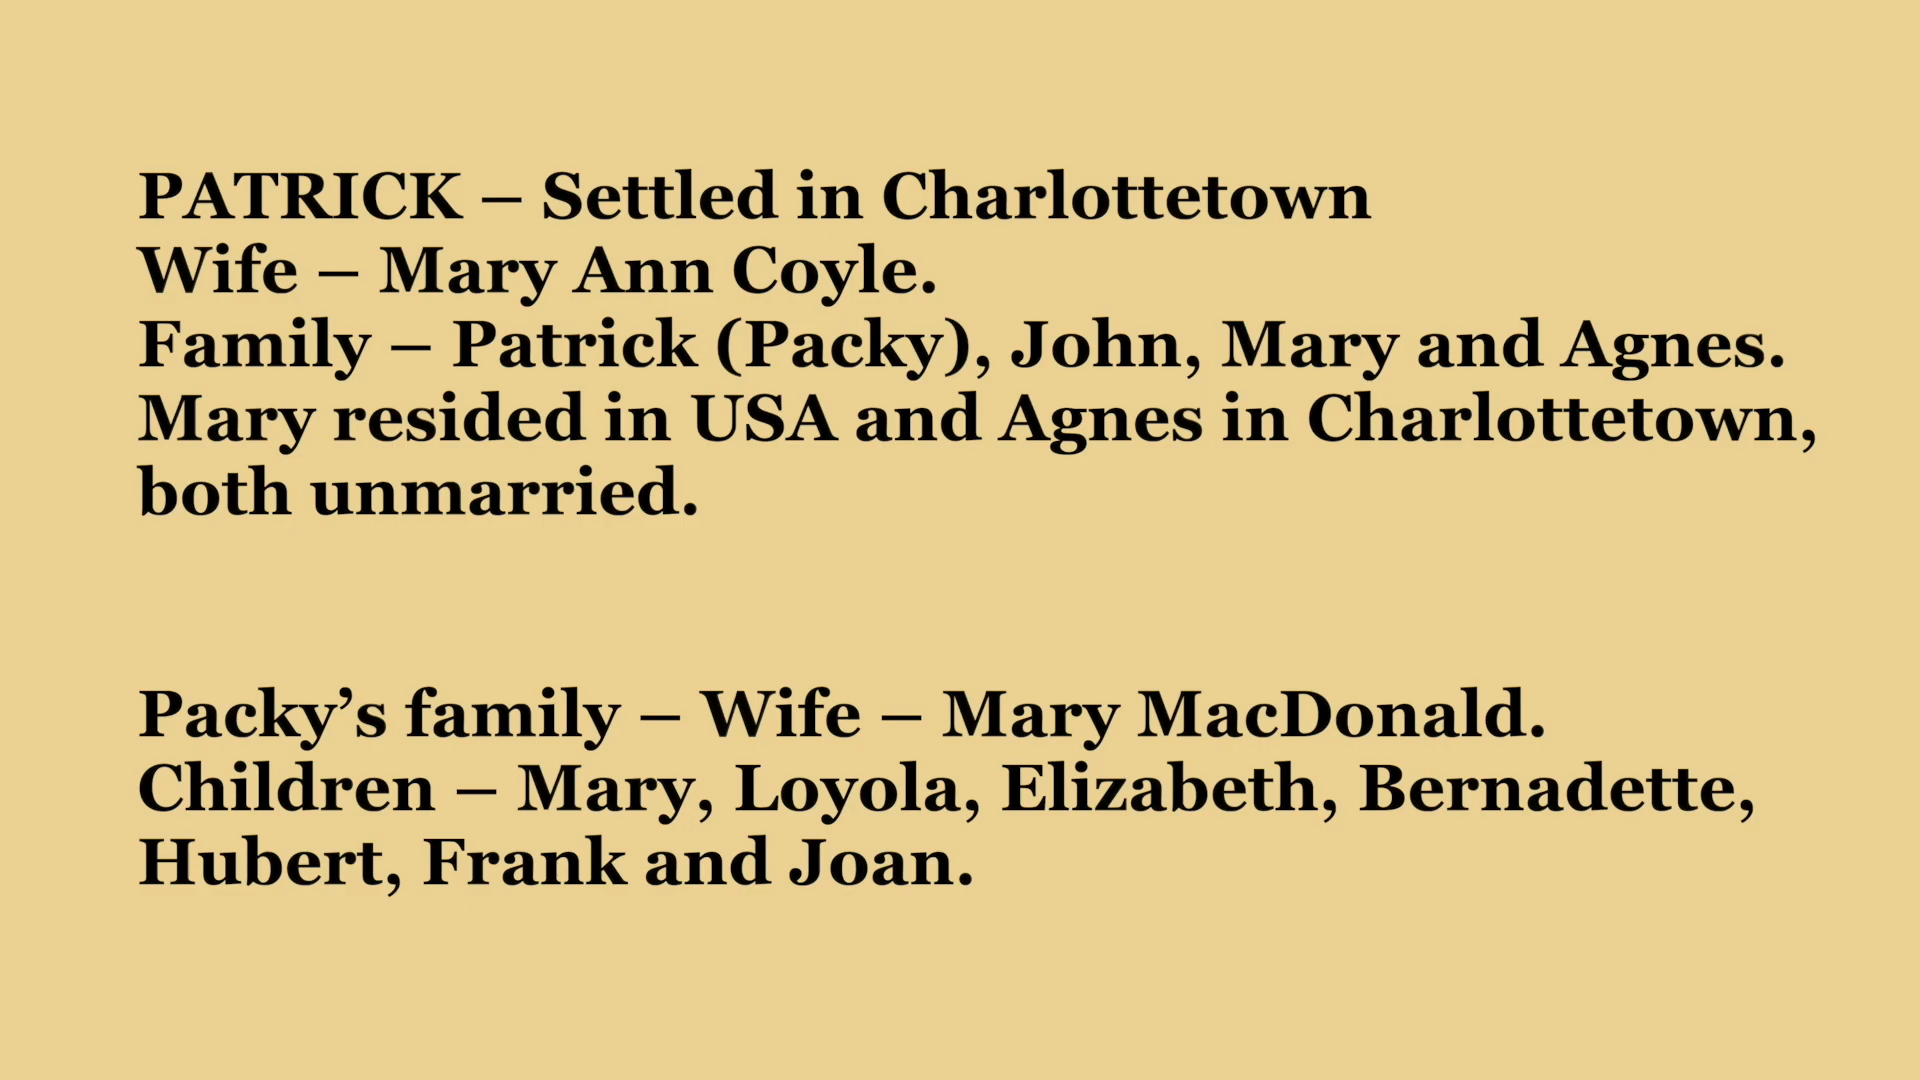 PATRICK – Settled in Charlottetown
Wife – Mary Ann Coyle.
Family – Patrick (Packy), John, Mary and Agnes.
Mary resided in USA and Agnes in Charlottetown,
both unmarried.
Packy’s family – Wife – Mary MacDonald.
Children – Mary, Loyola, Elizabeth, Bernadette,
Hubert, Frank and Joan.